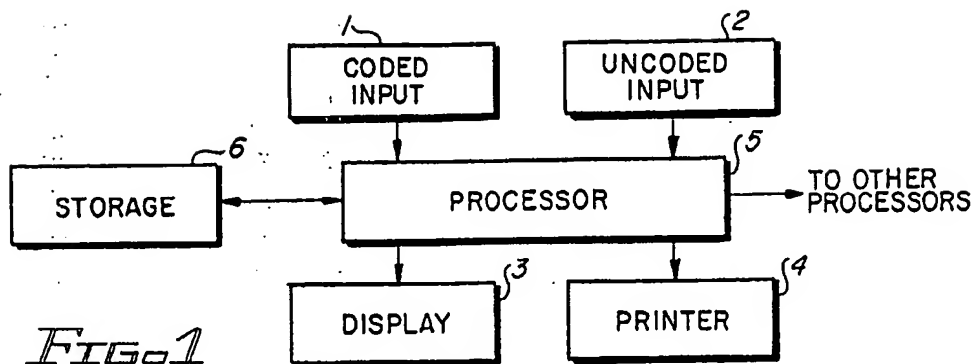 1
2
CODED
INPUT
UNCODED
INPUT
6
5
STORAGE
PROCESSOR
TO OTHER
PROCESSORS
3
4
DISPLAY
PRINTER
FIG. 1